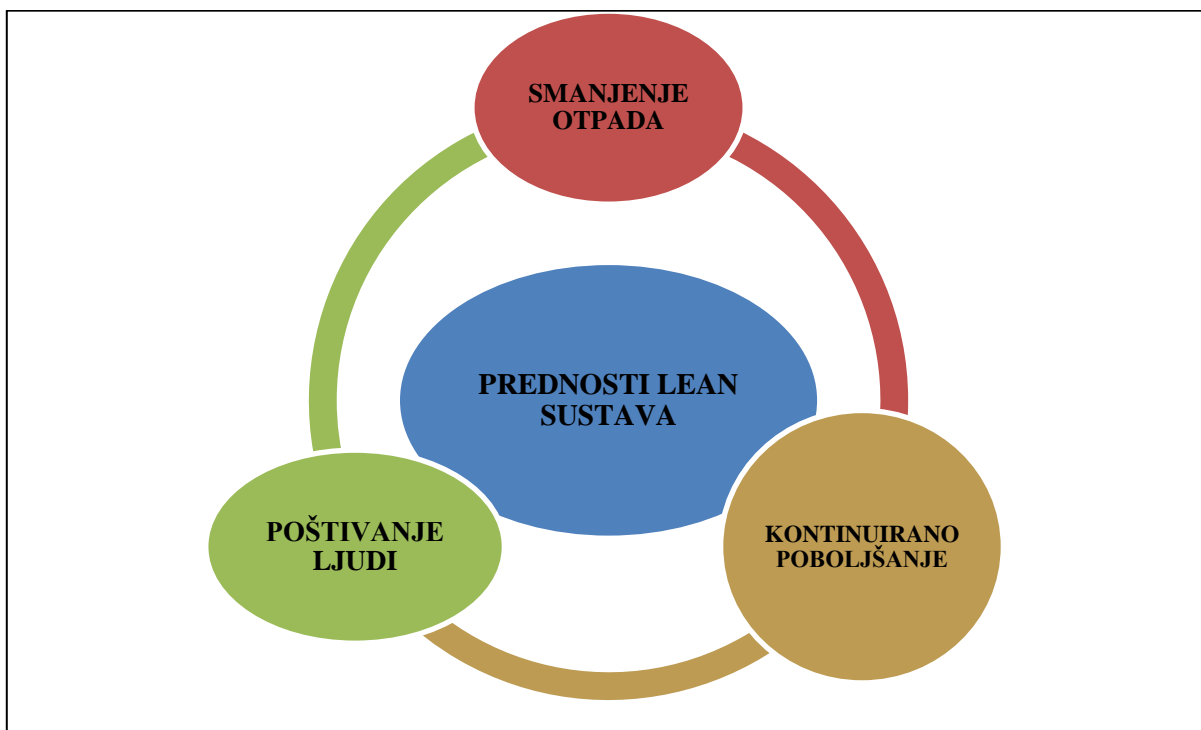 SMANJENJE
OTPADA
PREDNOSTI LEAN
SUSTAVA
POŠTIVANJE
LJUDI
KONTINUIRANO
POBOLJŠANJE